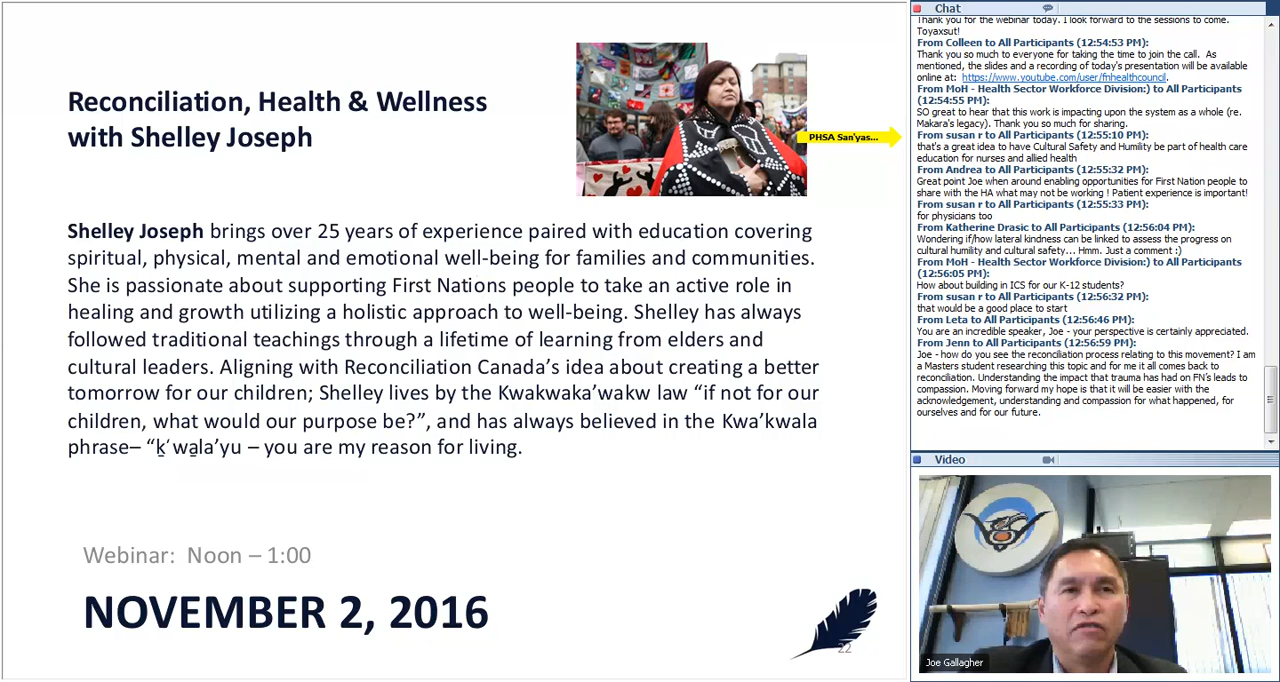 Reconciliation, Health & Wellness
with Shelley Joseph
PHSA San'yas...
Shelley Joseph brings over 25 years of experience paired with education covering
spiritual, physical, mental and emotional well-being for families and communities.
She is passionate about supporting First Nations people to take an active role in
healing and growth utilizing a holistic approach to well-being. Shelley has always
followed traditional teachings through a lifetime of learning from elders and
cultural leaders. Aligning with Reconciliation Canada’s idea about creating a better
tomorrow for our children; Shelley lives by the Kwakwaka’wakw law “if not for our
children, what would our purpose be?”, and has always believed in the Kwa’kwala
phrase– “ḵ̓wa̱la’yu – you are my reason for living.
Webinar: Noon – 1:00
NOVEMBER 2, 2016
22
Chat
Thank you for the webinar today. I look forward to the sessions to come.
Toyaxsut!
From Colleen to All Participants (12:54:53 PM):
Thank you so much to everyone for taking the time to join the call. As
mentioned, the slides and a recording of today's presentation will be available
online at: https://www.youtube.com/user/fnhealthcouncil.
From MoH - Health Sector Workforce Division:) to All Participants
(12:54:55 PM):
SO great to hear that this work is impacting upon the system as a whole (re.
Makara's legacy). Thank you so much for sharing.
From susan r to All Participants (12:55:10 PM):
that's a great idea to have Cultural Safety and Humility be part of health care
education for nurses and allied health
From Andrea to All Participants (12:55:32 PM):
Great point Joe when around enabling opportunities for First Nation people to
share with the HA what may not be working ! Patient experience is important!
From susan r to All Participants (12:55:33 PM):
for physicians too
From Katherine Drasic to All Participants (12:56:04 PM):
Wondering if/how lateral kindness can be linked to assess the progress on
cultural humility and cultural safety... Hmm. Just a comment :)
From MoH - Health Sector Workforce Division:) to All Participants
(12:56:05 PM):
How about building in ICS for our K-12 students?
From susan r to All Participants (12:56:32 PM):
that would be a good place to start
From Leta to All Participants (12:56:46 PM):
You are an incredible speaker, Joe - your perspective is certainly appreciated.
From Jenn to All Participants (12:56:59 PM):
Joe - how do you see the reconciliation process relating to this movement? I am
a Masters student researching this topic and for me it all comes back to
reconciliation. Understanding the impact that trauma has had on FN's leads to
compassion. Moving forward my hope is that it will be easier with the
acknowledgement, understanding and compassion for what happened, for
ourselves and for our future.
Video
Joe Gallagher